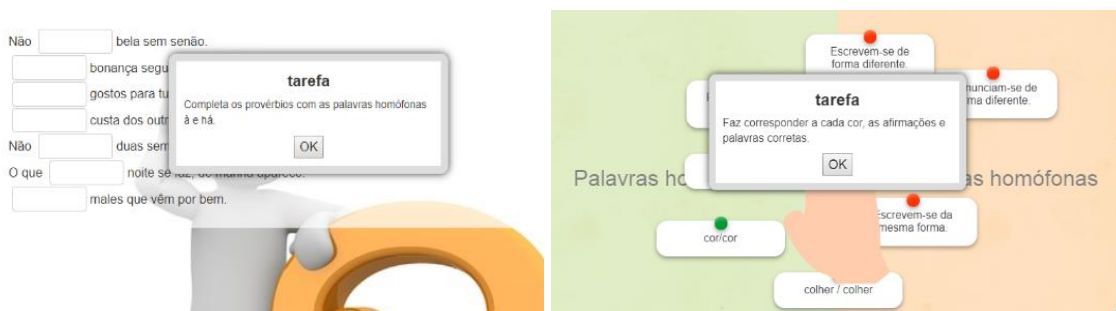 Não bela sem senão.
bonança segu
gostos para tu
custa dos outr
Não duas sem
O que noite se faz, de manhã aparece.
males que vêm por bem.
tarefa
Completa os provérbios com as palavras homófonas
à e há.
OK
Escrevem-se de
forma diferente.
nunciam-se de
ma diferente.
tarefa
Faz corresponder a cada cor, as afirmações e
palavras corretas.
OK
Palavras ho
as homófonas
Escrevem-se da
mesma forma.
cor/cor
colher / colher